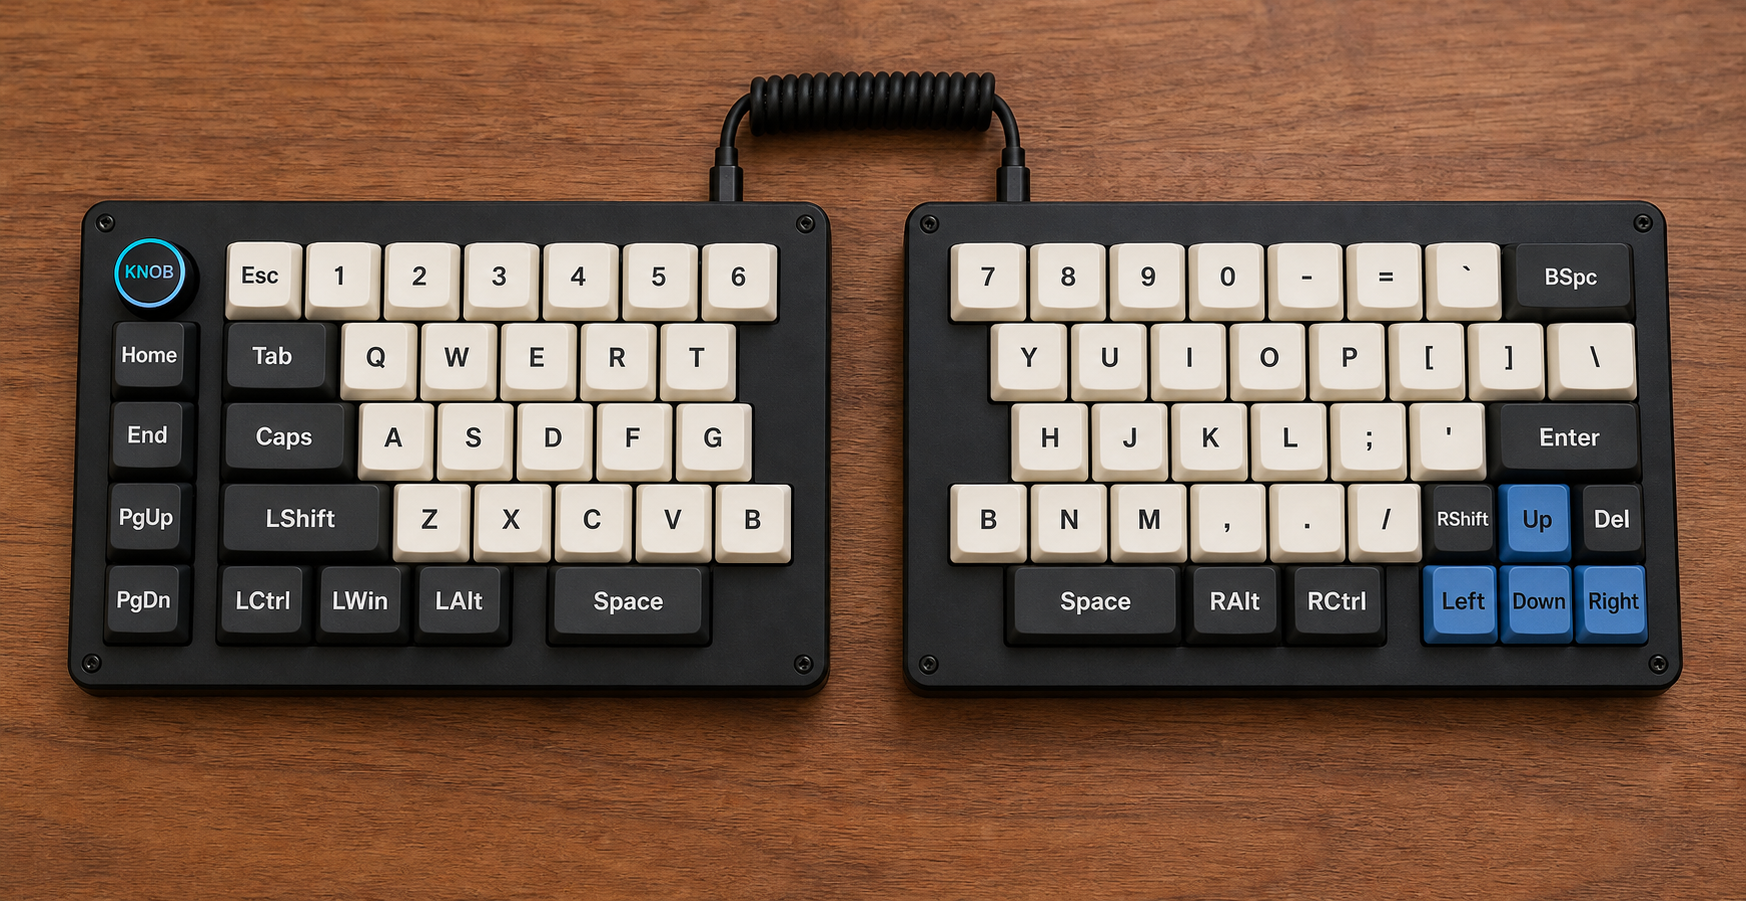 KNOB Esc 1 2 3 4 5 6
Home Tab Q W E R T
End Caps A S D F G
PgUp LShift Z X C V B
PgDn LCtrl LWin LAlt Space
7 8 9 0 - = ` BSpc
Y U I O P [ ] \
H J K L ; ' Enter
B N M , . / RShift Up Del
Space RAlt RCtrl Left Down Right